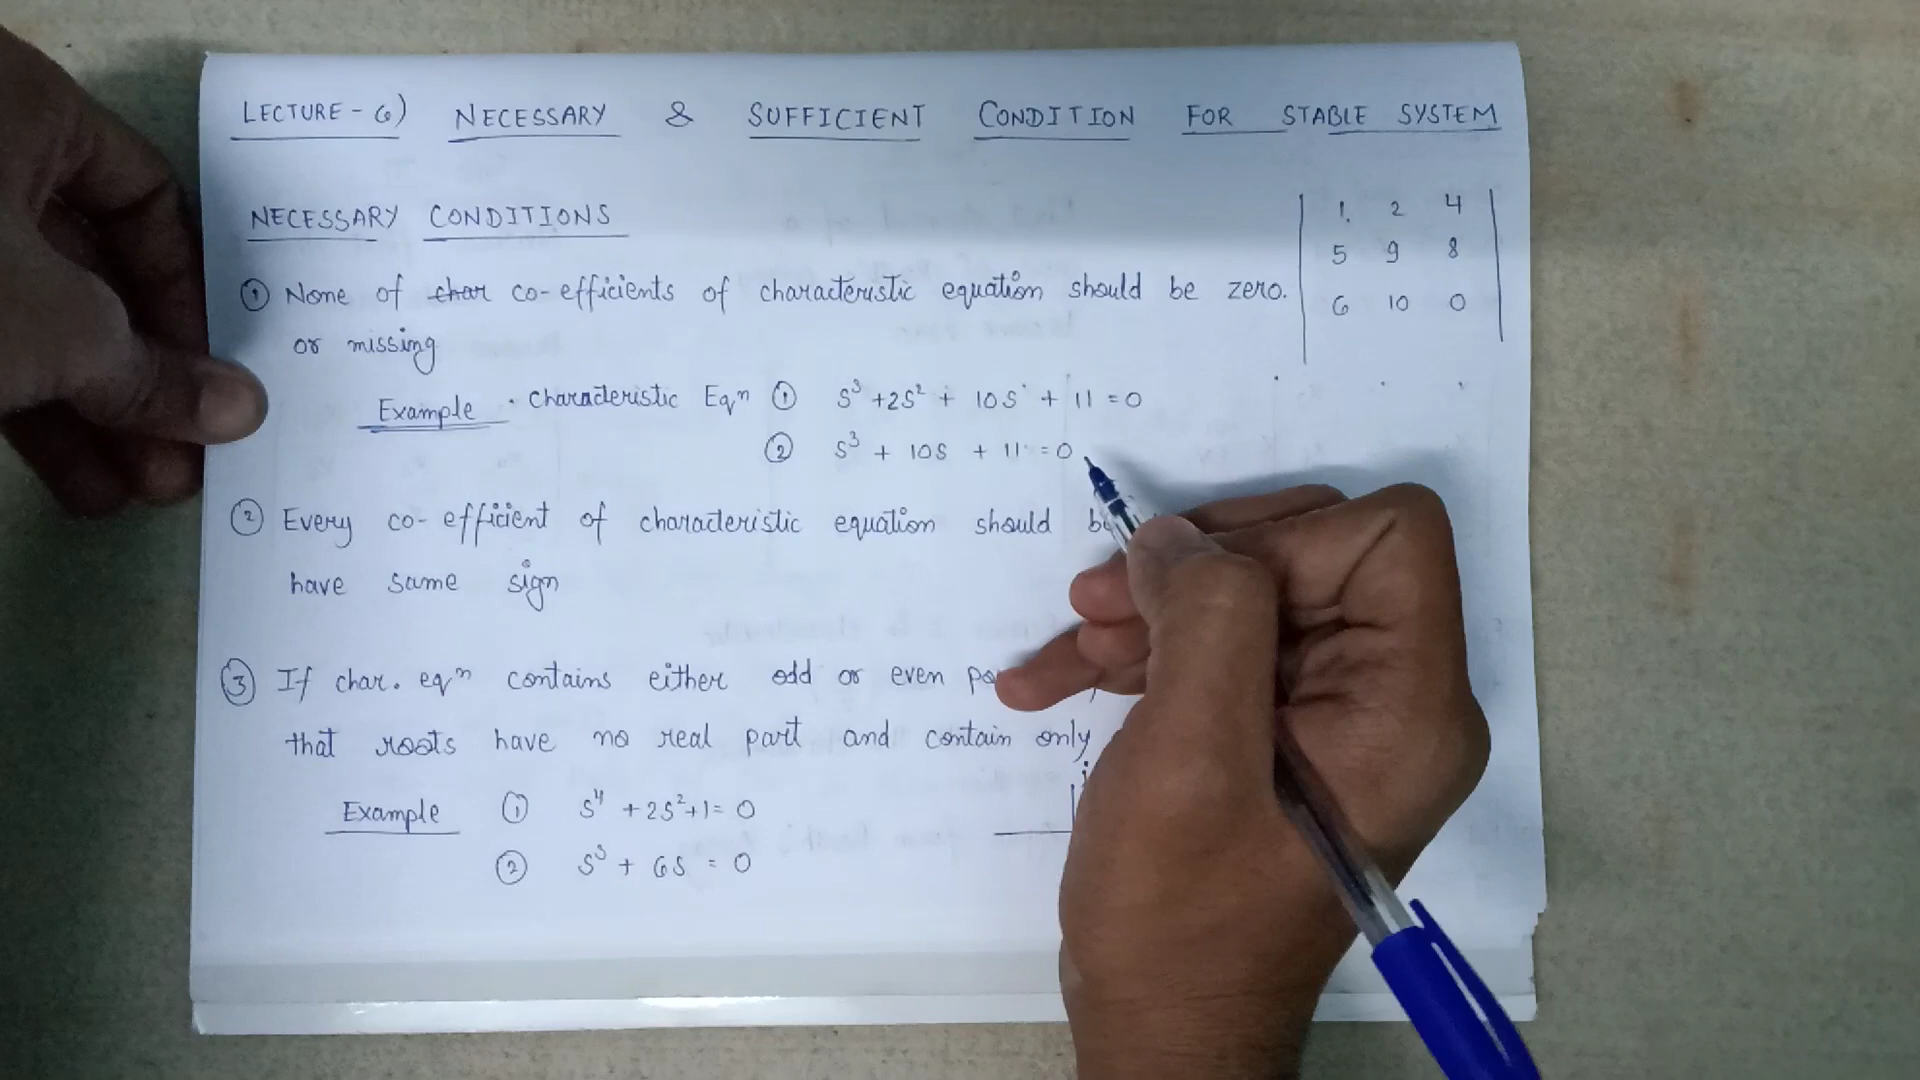 LECTURE - 6) NECESSARY & SUFFICIENT CONDITION FOR STABLE SYSTEM
NECESSARY CONDITIONS
① None of char co-efficients of characteristic equation should be zero.
or missing
1. 2 4
5 9 8
6 10 0
Example · characteristic Eqn ① S³ + 2S² + 10S + 11 = 0
② S³ + 10S + 11 = 0
② Every co-efficient of characteristic equation should
have same sign
③ If char. eqn contains either odd or even
that roots have no real part and contain only
Example ① S⁴ + 2S² + 1 = 0
② S³ + 6S = 0